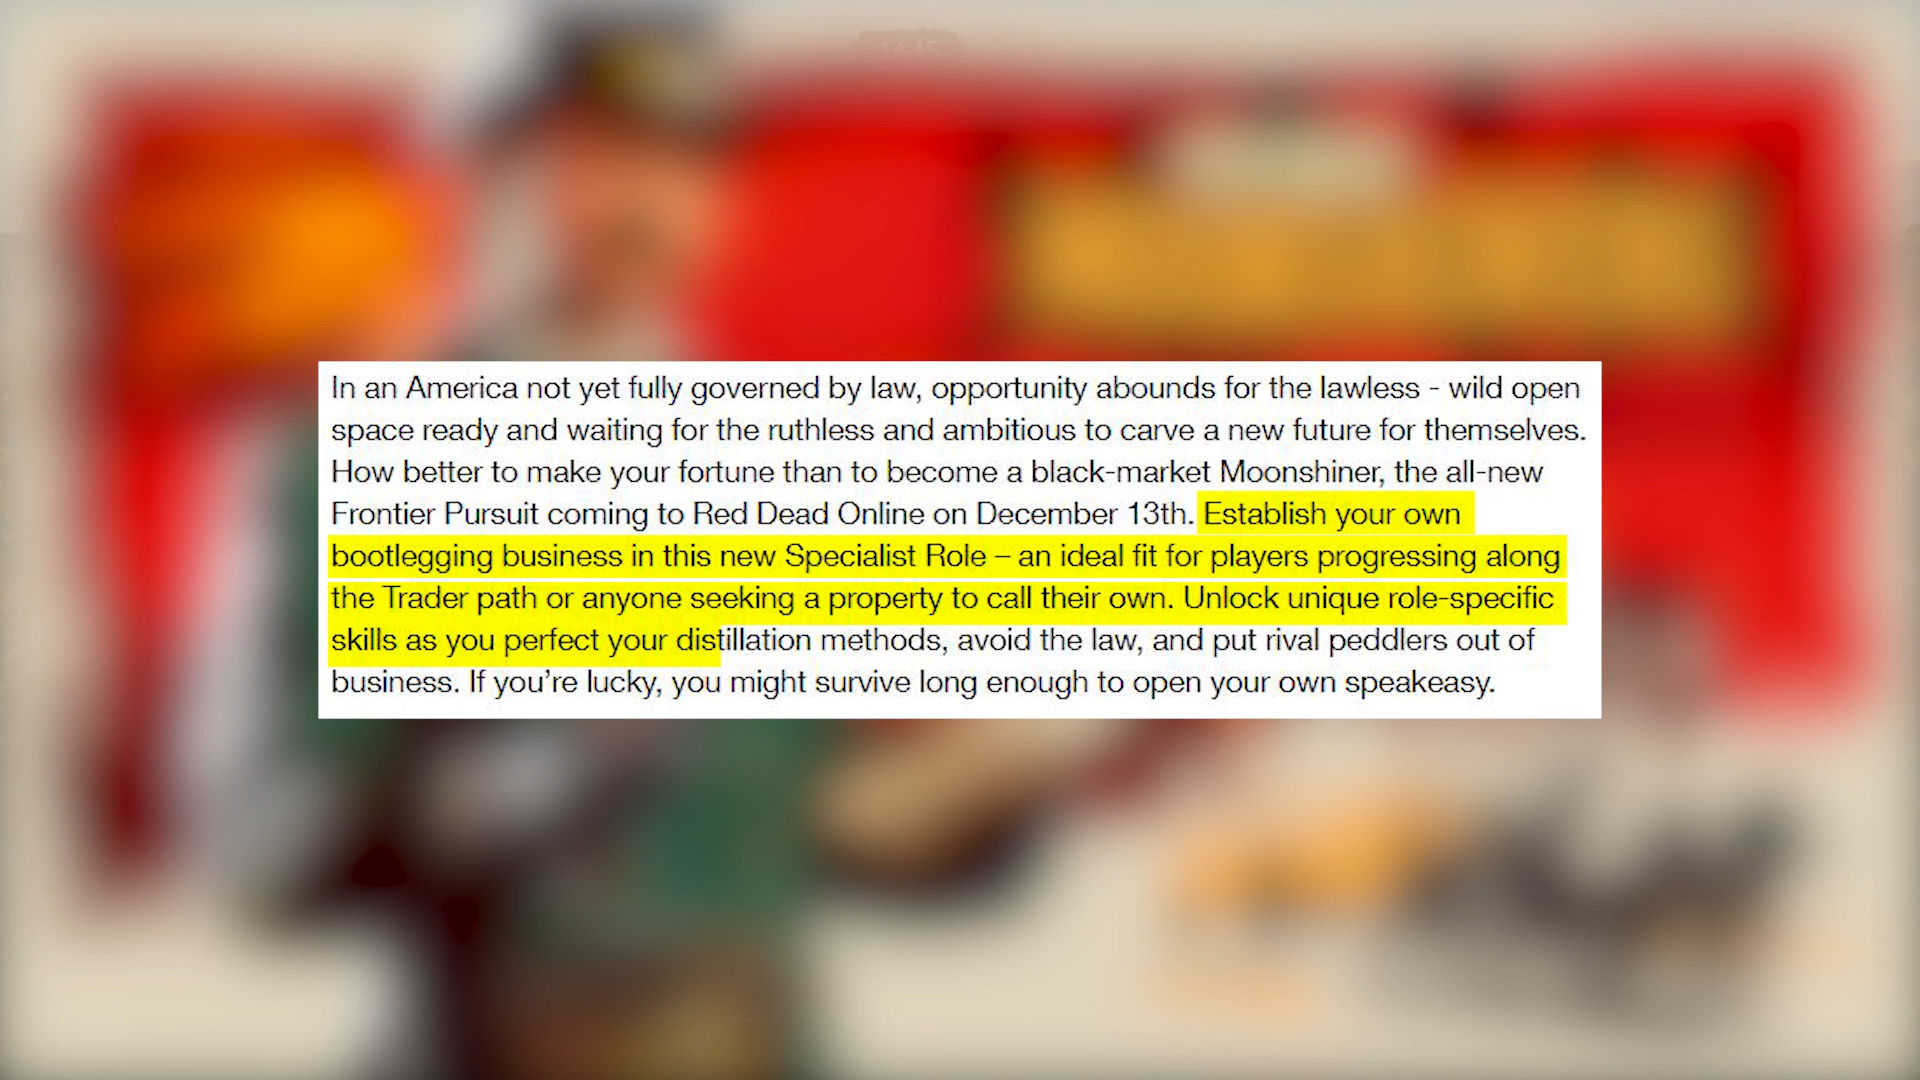 14:45
In an America not yet fully governed by law, opportunity abounds for the lawless - wild open
space ready and waiting for the ruthless and ambitious to carve a new future for themselves.
How better to make your fortune than to become a black-market Moonshiner, the all-new
Frontier Pursuit coming to Red Dead Online on December 13th. Establish your own
bootlegging business in this new Specialist Role – an ideal fit for players progressing along
the Trader path or anyone seeking a property to call their own. Unlock unique role-specific
skills as you perfect your distillation methods, avoid the law, and put rival peddlers out of
business. If you’re lucky, you might survive long enough to open your own speakeasy.